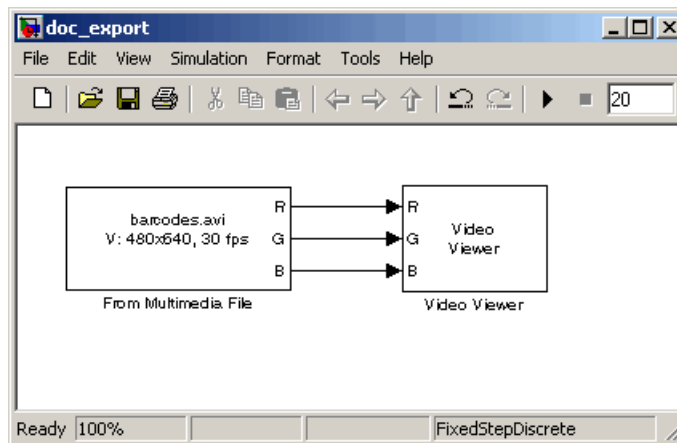 doc_export
File Edit View Simulation Format Tools Help
20
barcodes.avi
V: 480x640, 30 fps
R
G
B
R
G
B
Video
Viewer
From Multimedia File
Video Viewer
Ready 100% FixedStepDiscrete